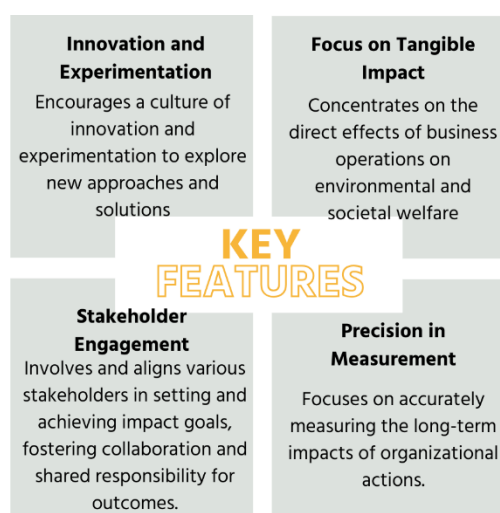 Innovation and
Experimentation
Encourages a culture of
innovation and
experimentation to explore
new approaches and
solutions
Focus on Tangible
Impact
Concentrates on the
direct effects of business
operations on
environmental and
societal welfare
KEY
FEATURES
Stakeholder
Engagement
Involves and aligns various
stakeholders in setting and
achieving impact goals,
fostering collaboration and
shared responsibility for
outcomes.
Precision in
Measurement
Focuses on accurately
measuring the long-term
impacts of organizational
actions.